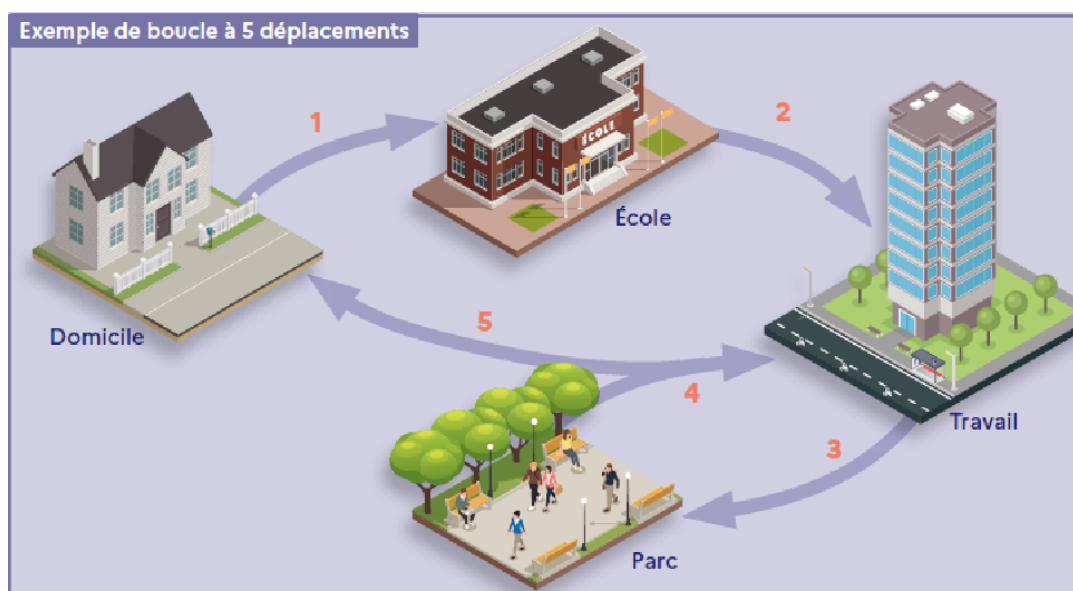 Exemple de boucle à 5 déplacements
1
2
ÉCOLE
École
Domicile
5
4
Travail
3
Parc